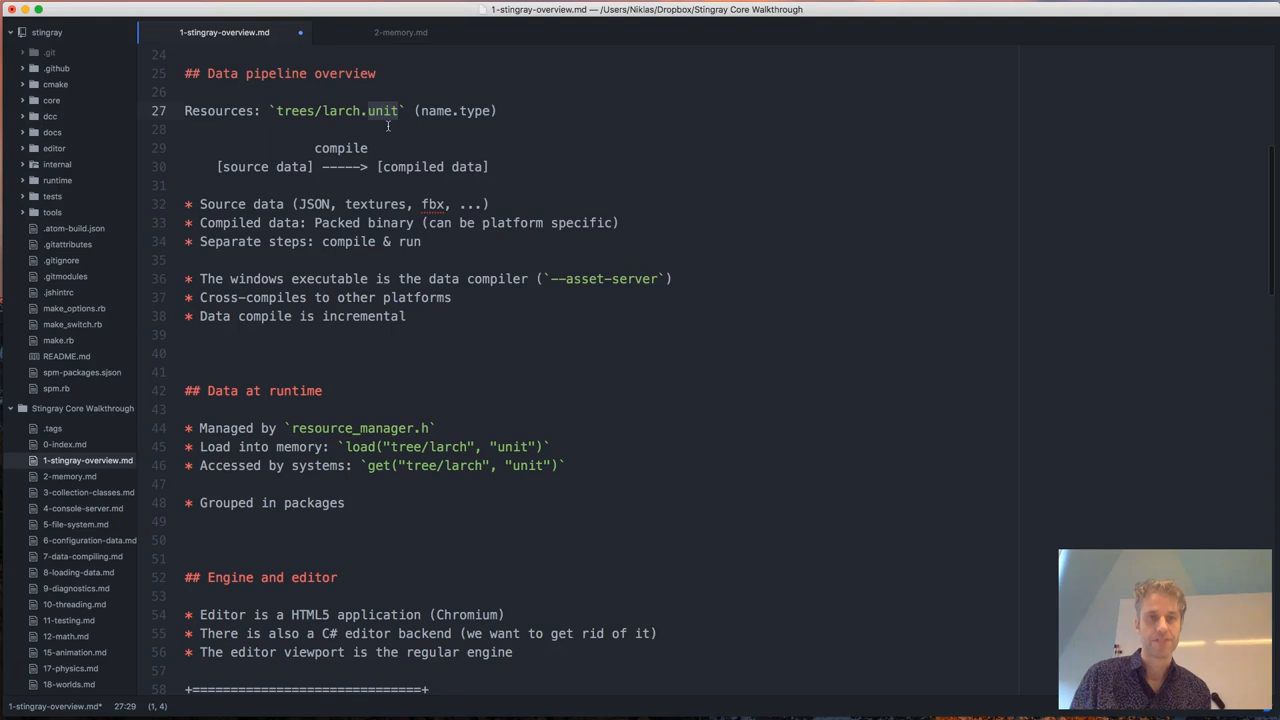 1-stingray-overview.md — /Users/Niklas/Dropbox/Stingray Core Walkthrough
stingray
.git
.github
cmake
core
dcc
docs
editor
internal
runtime
tests
tools
.atom-build.json
.gitattributes
.gitignore
.gitmodules
.jshintrc
make_options.rb
make_switch.rb
make.rb
README.md
spm-packages.sjson
spm.rb
Stingray Core Walkthrough
.tags
0-index.md
1-stingray-overview.md
2-memory.md
3-collection-classes.md
4-console-server.md
5-file-system.md
6-configuration-data.md
7-data-compiling.md
8-loading-data.md
9-diagnostics.md
10-threading.md
11-testing.md
12-math.md
15-animation.md
17-physics.md
18-worlds.md
1-stingray-overview.md 2-memory.md
24
25 ## Data pipeline overview
26
27 Resources: `trees/larch.unit` (name.type)
28
29 compile
30 [source data] -----> [compiled data]
31
32 * Source data (JSON, textures, fbx, ...)
33 * Compiled data: Packed binary (can be platform specific)
34 * Separate steps: compile & run
35
36 * The windows executable is the data compiler (`--asset-server`)
37 * Cross-compiles to other platforms
38 * Data compile is incremental
39
40
41
42 ## Data at runtime
43
44 * Managed by `resource_manager.h`
45 * Load into memory: `load("tree/larch", "unit")`
46 * Accessed by systems: `get("tree/larch", "unit")`
47
48 * Grouped in packages
49
50
51
52 ## Engine and editor
53
54 * Editor is a HTML5 application (Chromium)
55 * There is also a C# editor backend (we want to get rid of it)
56 * The editor viewport is the regular engine
57
58 +==============================+
1-stingray-overview.md* 27:29 (1, 4)